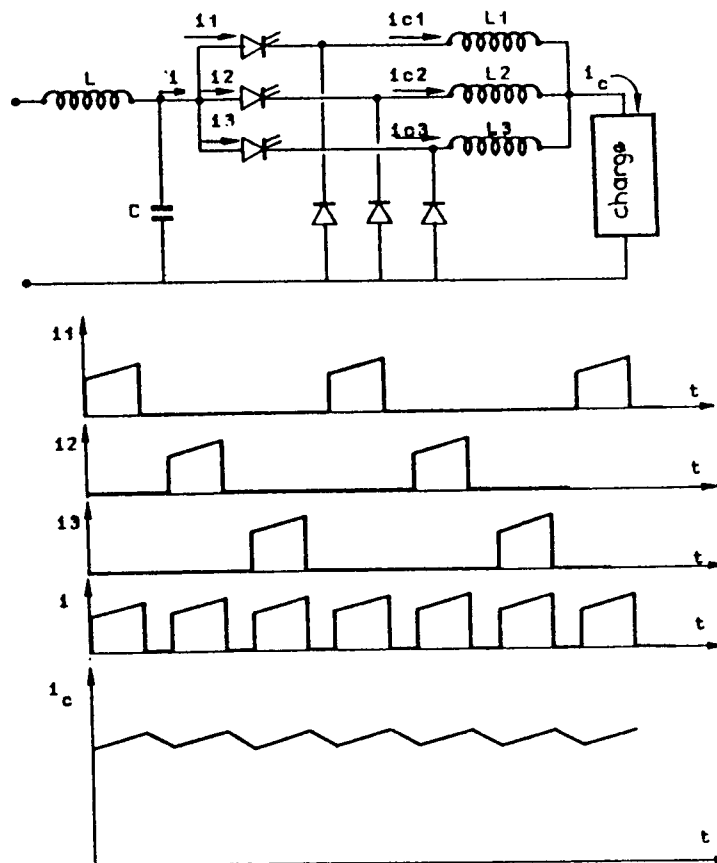 i1 ic1 L1
L i i2 ic2 L2 ic
i3 ic3 L3
C charge
i1 t
i2 t
i3 t
i t
ic
t